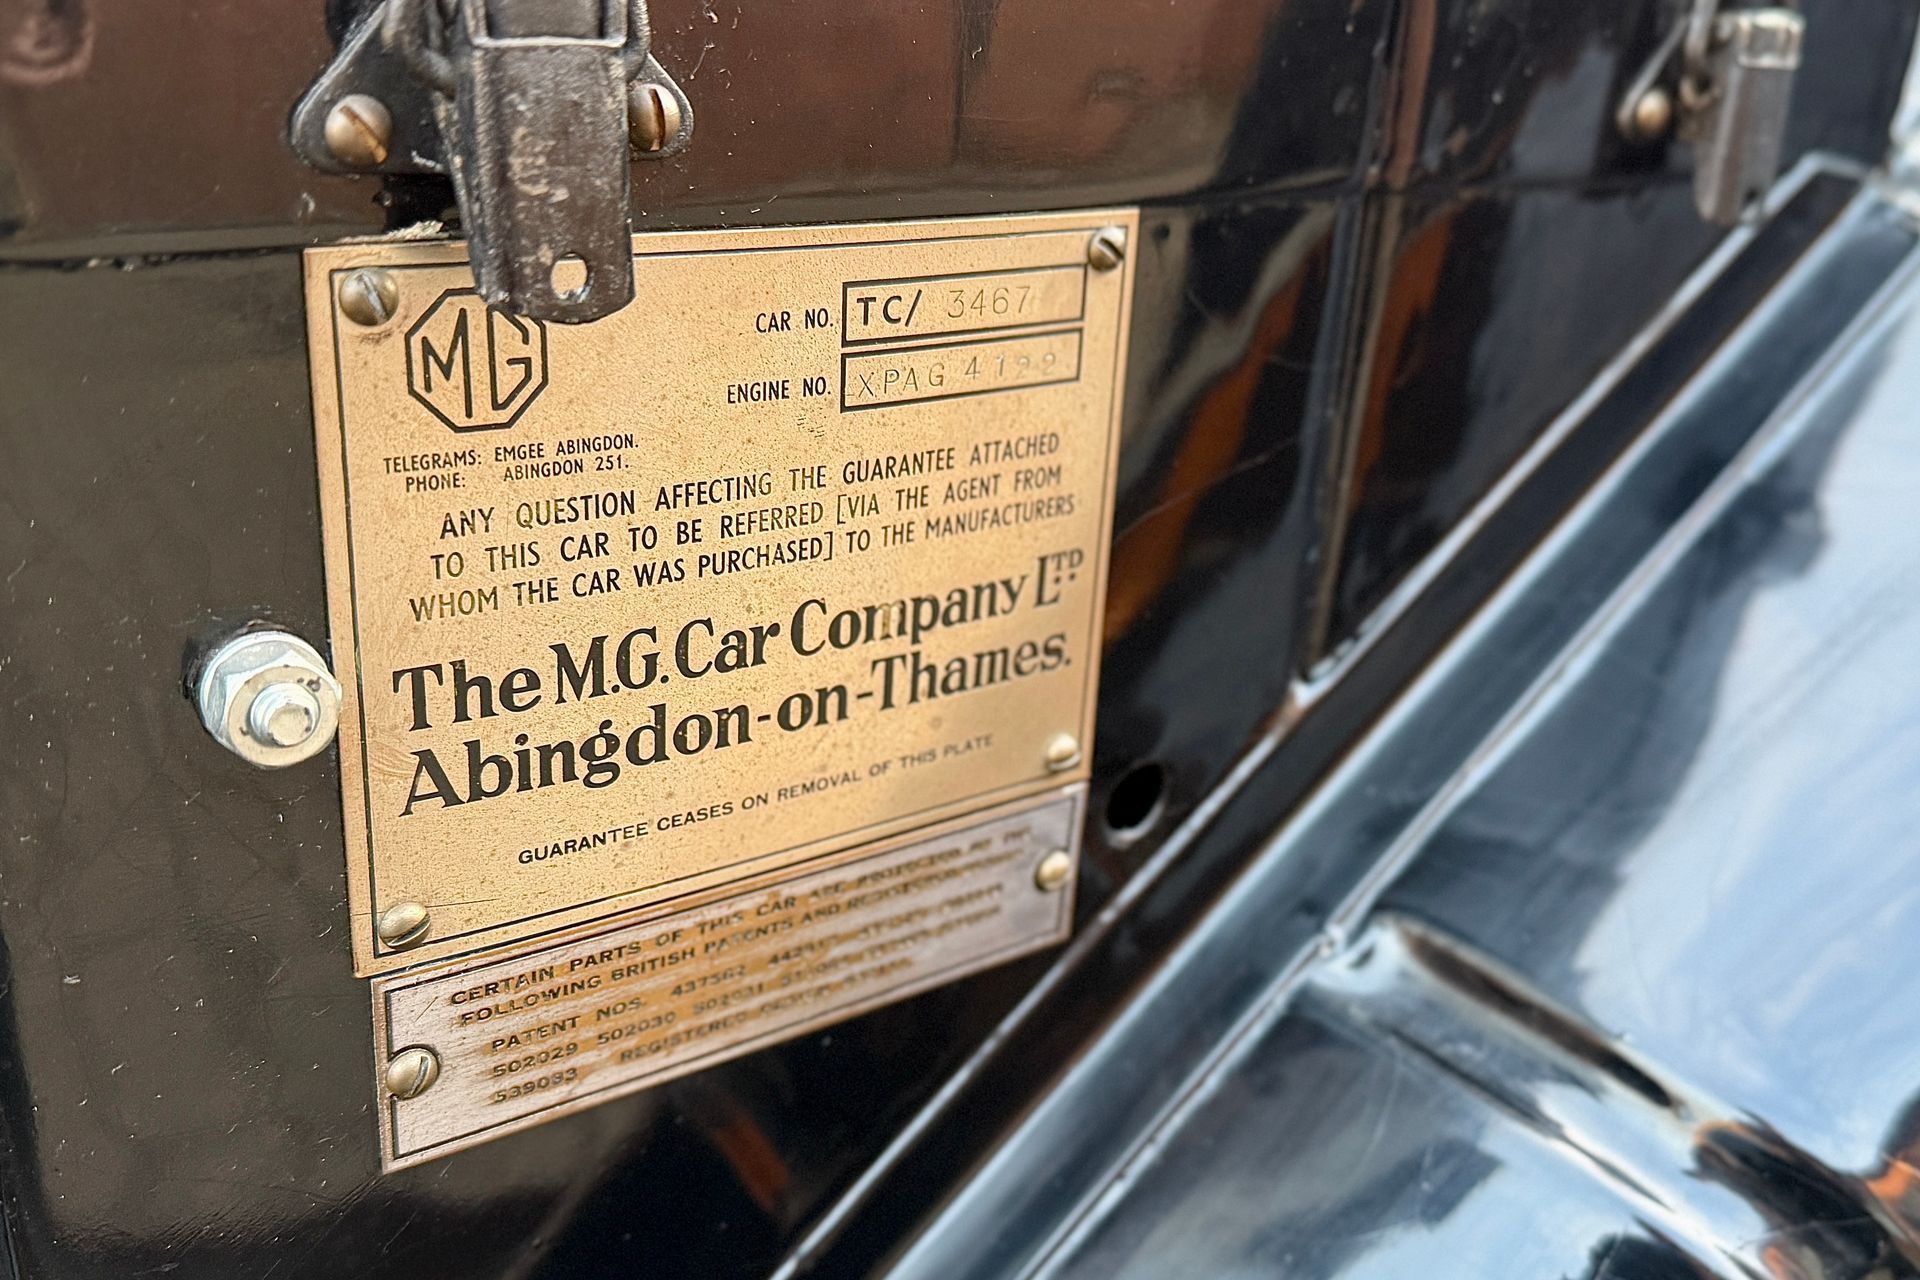 MG
CAR NO. TC/ 3467
ENGINE NO. XPAG 4122
TELEGRAMS: EMGEE ABINGDON.
PHONE: ABINGDON 251.
ANY QUESTION AFFECTING THE GUARANTEE ATTACHED
TO THIS CAR TO BE REFERRED [VIA THE AGENT FROM
WHOM THE CAR WAS PURCHASED] TO THE MANUFACTURERS
The M.G. Car Company LTD.
Abingdon-on-Thames.
GUARANTEE CEASES ON REMOVAL OF THIS PLATE
CERTAIN PARTS OF THIS CAR ARE PROTECTED AT THE
FOLLOWING BRITISH PATENTS AND
PATENT NOS. 437562
502029 502030 502031
539093 REGISTERED DESIGN